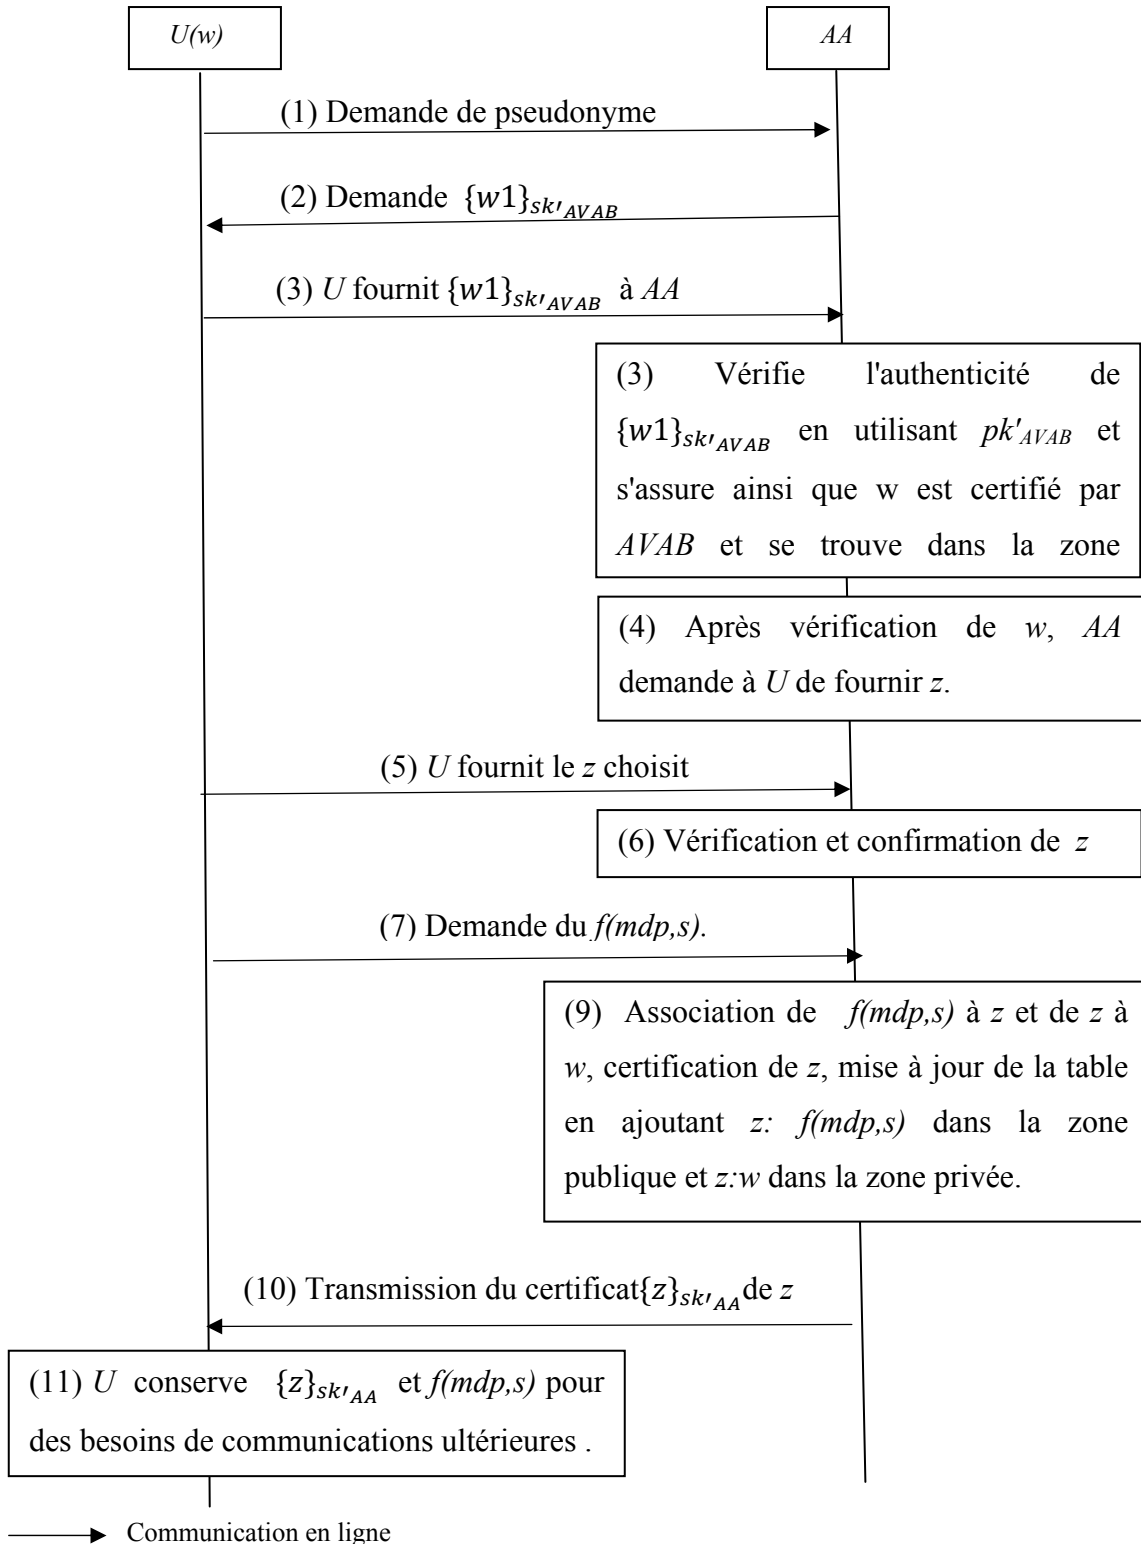 U(w)
AA
(1) Demande de pseudonyme
(2) Demande {w1}sk′AVAB
(3) U fournit {w1}sk′AVAB à AA
(3) Vérifie l'authenticité de
{w1}sk′AVAB en utilisant pk'AVAB et
s'assure ainsi que w est certifié par
AVAB et se trouve dans la zone
(4) Après vérification de w, AA
demande à U de fournir z.
(5) U fournit le z choisit
(6) Vérification et confirmation de z
(7) Demande du f(mdp,s).
(9) Association de f(mdp,s) à z et de z à
w, certification de z, mise à jour de la table
en ajoutant z: f(mdp,s) dans la zone
publique et z:w dans la zone privée.
(10) Transmission du certificat{z}sk′AA de z
(11) U conserve {z}sk′AA et f(mdp,s) pour
des besoins de communications ultérieures .
Communication en ligne